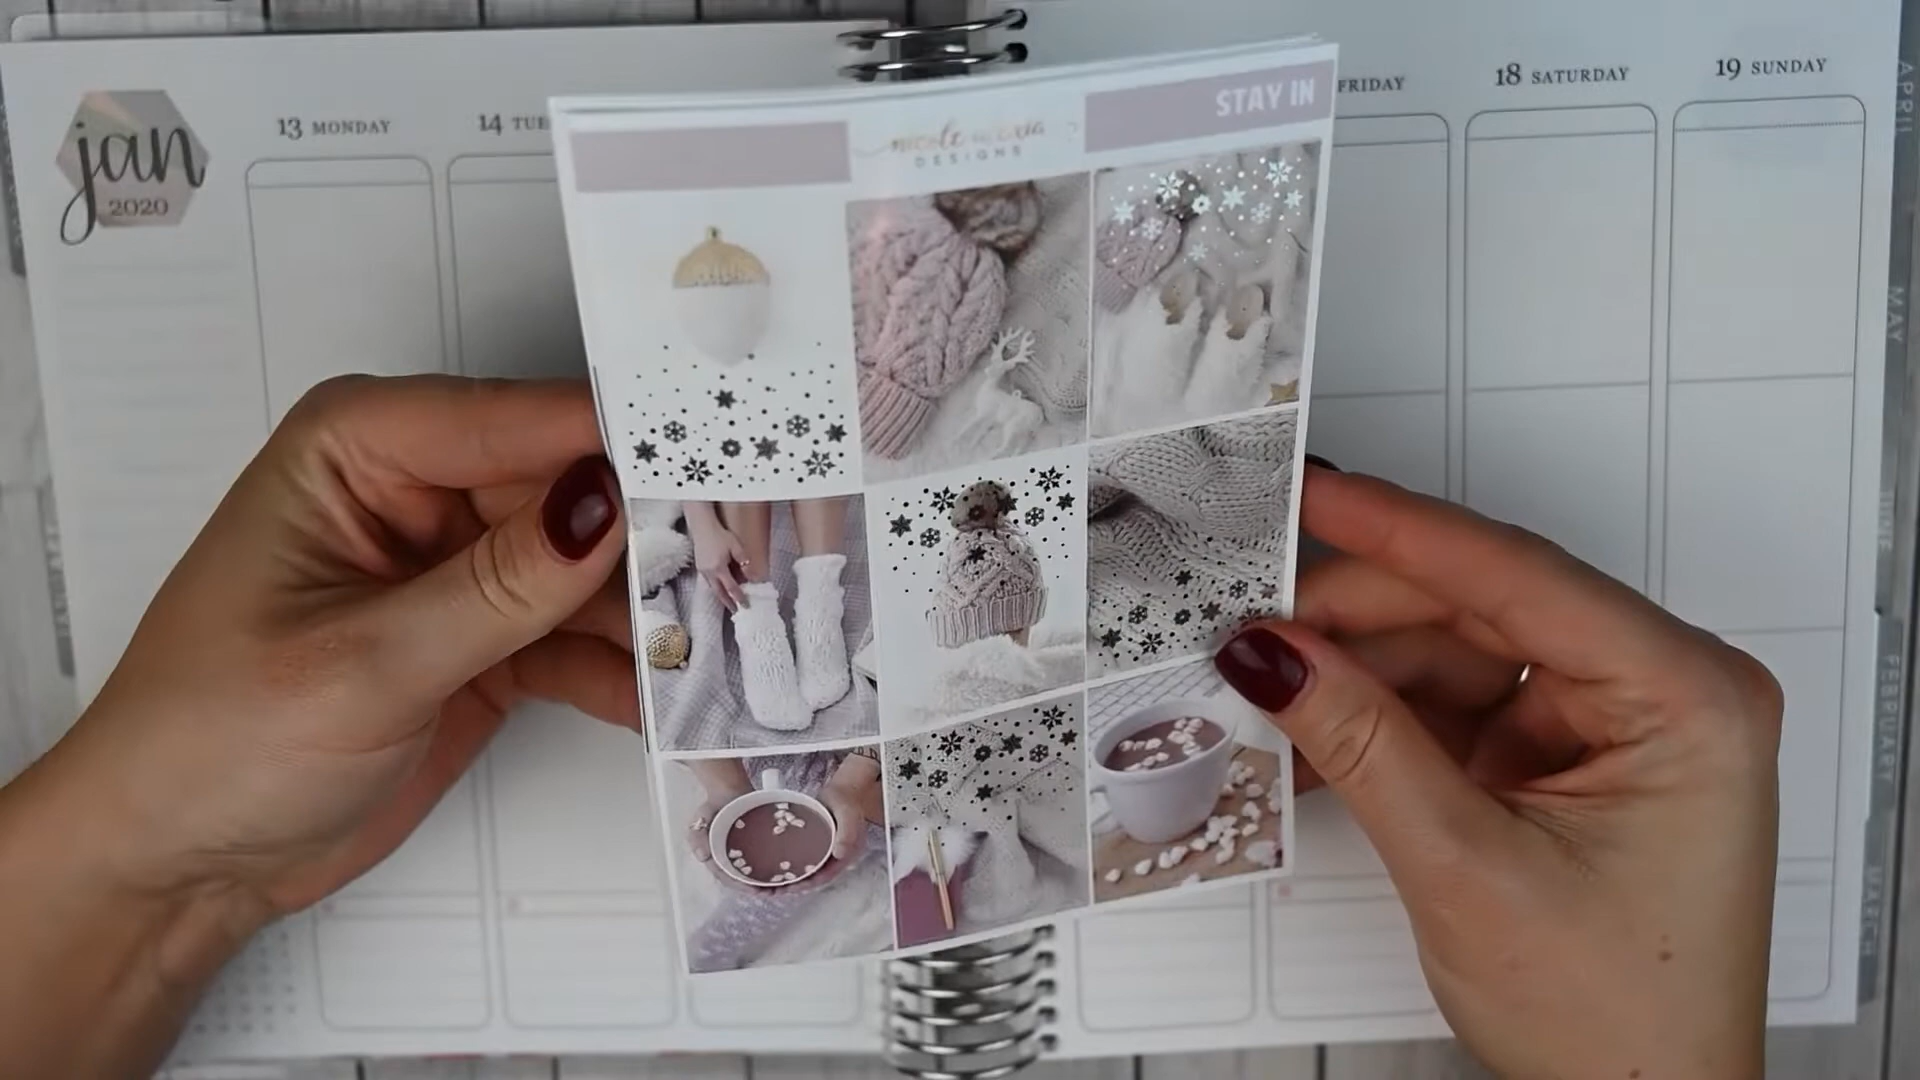 jan
2020
13 MONDAY
14 TUE
FRIDAY
18 SATURDAY
19 SUNDAY
STAY IN
DESIGNS
APRIL
MAY
JUNE
FEBRUARY
MARCH